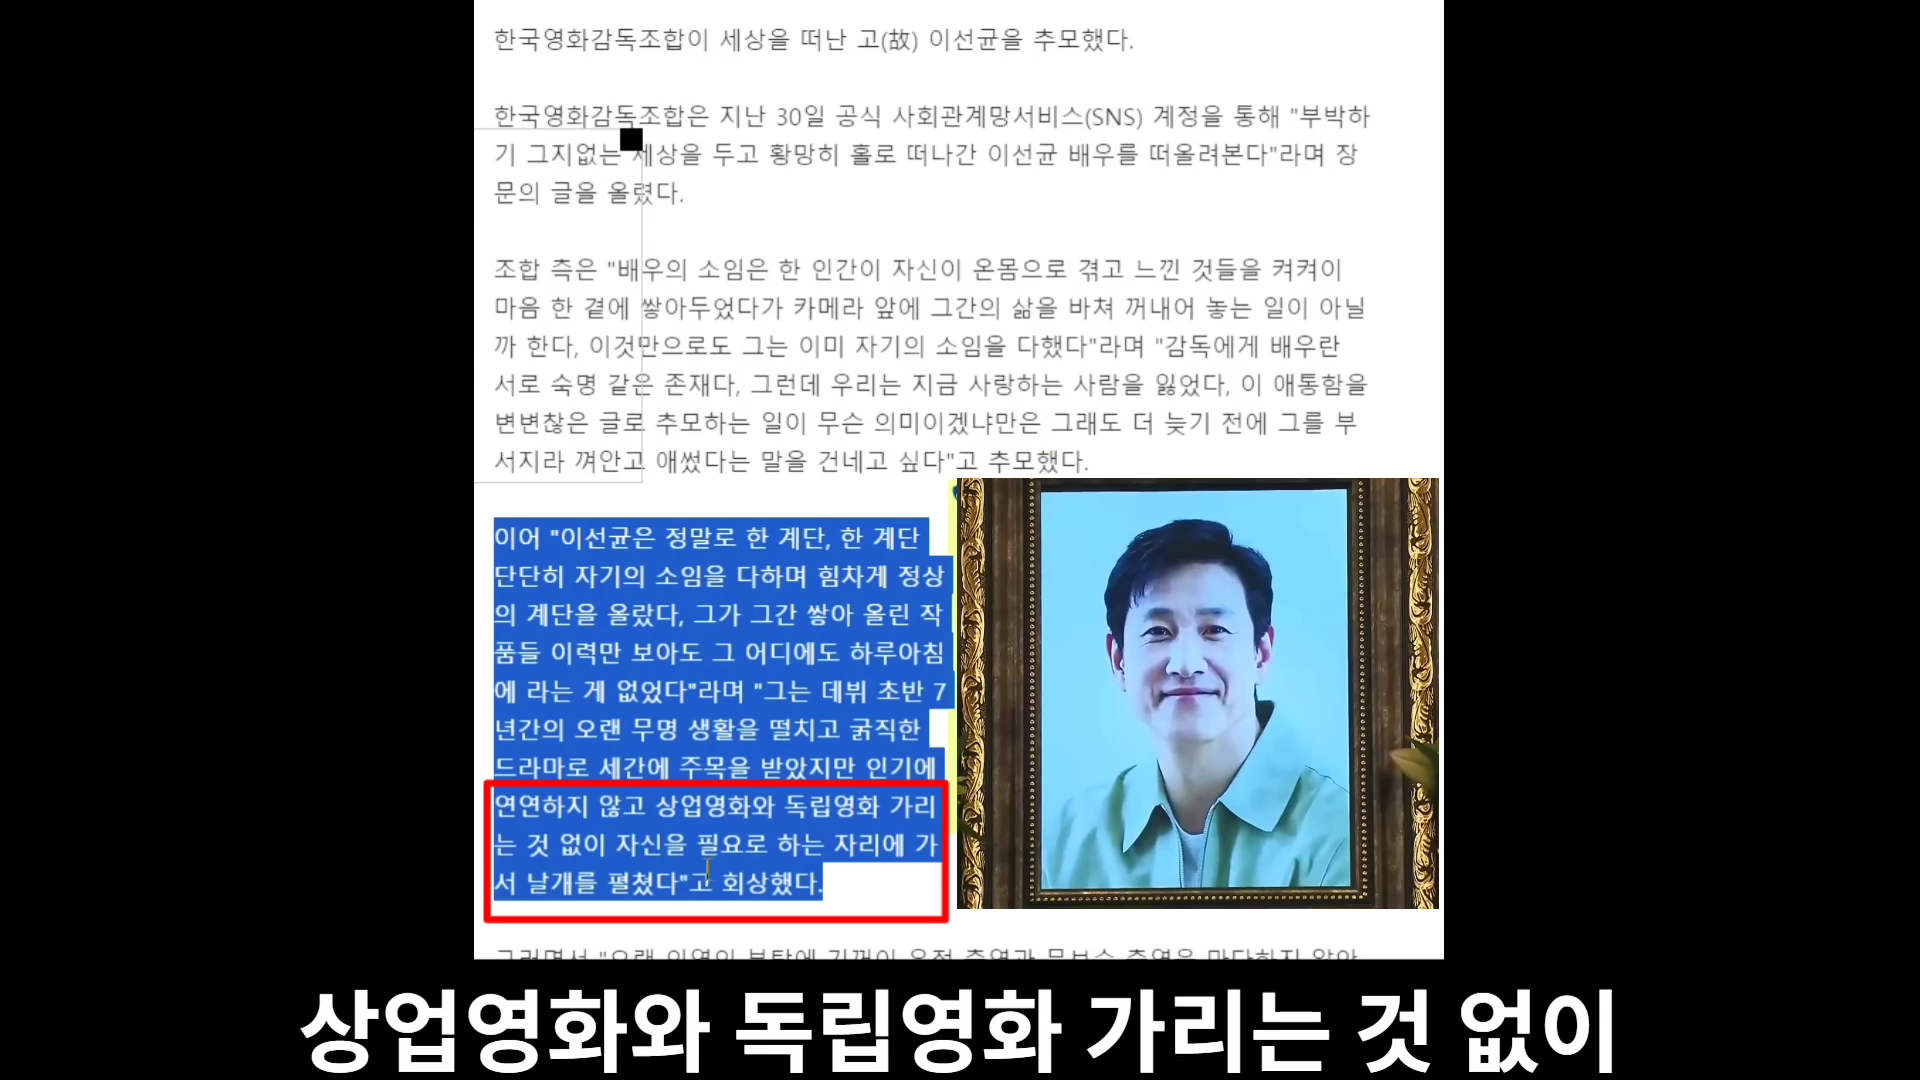 한국영화감독조합이 세상을 떠난 고(故) 이선균을 추모했다.
한국영화감독조합은 지난 30일 공식 사회관계망서비스(SNS) 계정을 통해 "부박하
기 그지없는 세상을 두고 황망히 홀로 떠나간 이선균 배우를 떠올려본다"라며 장
문의 글을 올렸다.
조합 측은 "배우의 소임은 한 인간이 자신이 온몸으로 겪고 느낀 것들을 켜켜이
마음 한 곁에 쌓아두었다가 카메라 앞에 그간의 삶을 바쳐 꺼내어 놓는 일이 아닐
까 한다, 이것만으로도 그는 이미 자기의 소임을 다했다"라며 "감독에게 배우란
서로 숙명 같은 존재다, 그런데 우리는 지금 사랑하는 사람을 잃었다, 이 애통함을
변변찮은 글로 추모하는 일이 무슨 의미이겠냐만은 그래도 더 늦기 전에 그를 부
서지라 껴안고 애썼다는 말을 건네고 싶다"고 추모했다.
이어 "이선균은 정말로 한 계단, 한 계단
단단히 자기의 소임을 다하며 힘차게 정상
의 계단을 올랐다, 그가 그간 쌓아 올린 작
품들 이력만 보아도 그 어디에도 하루아침
에 라는 게 없었다"라며 "그는 데뷔 초반 7
년간의 오랜 무명 생활을 떨치고 굵직한
드라마로 세간에 주목을 받았지만 인기에
연연하지 않고 상업영화와 독립영화 가리
는 것 없이 자신을 필요로 하는 자리에 가
서 날개를 펼쳤다"고 회상했다.
상업영화와 독립영화 가리는 것 없이